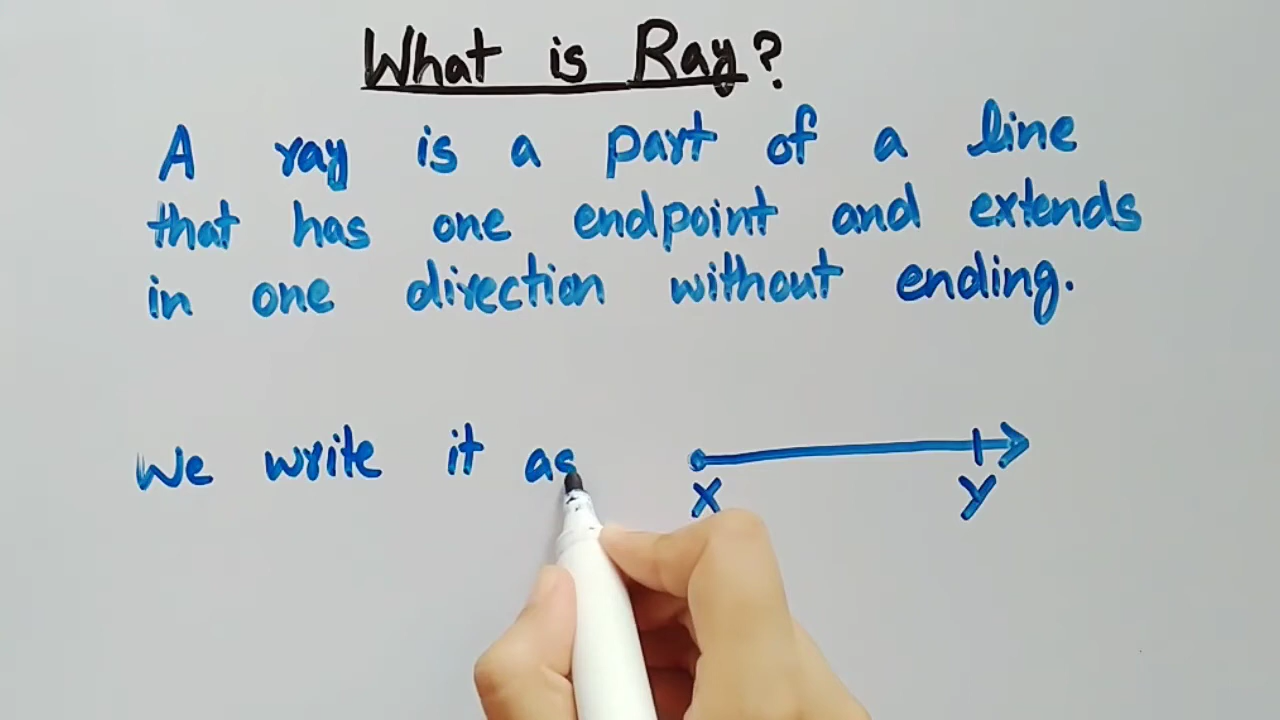 What is Ray?
A ray is a part of a line
that has one endpoint and extends
in one direction without ending.
We write it as
X Y